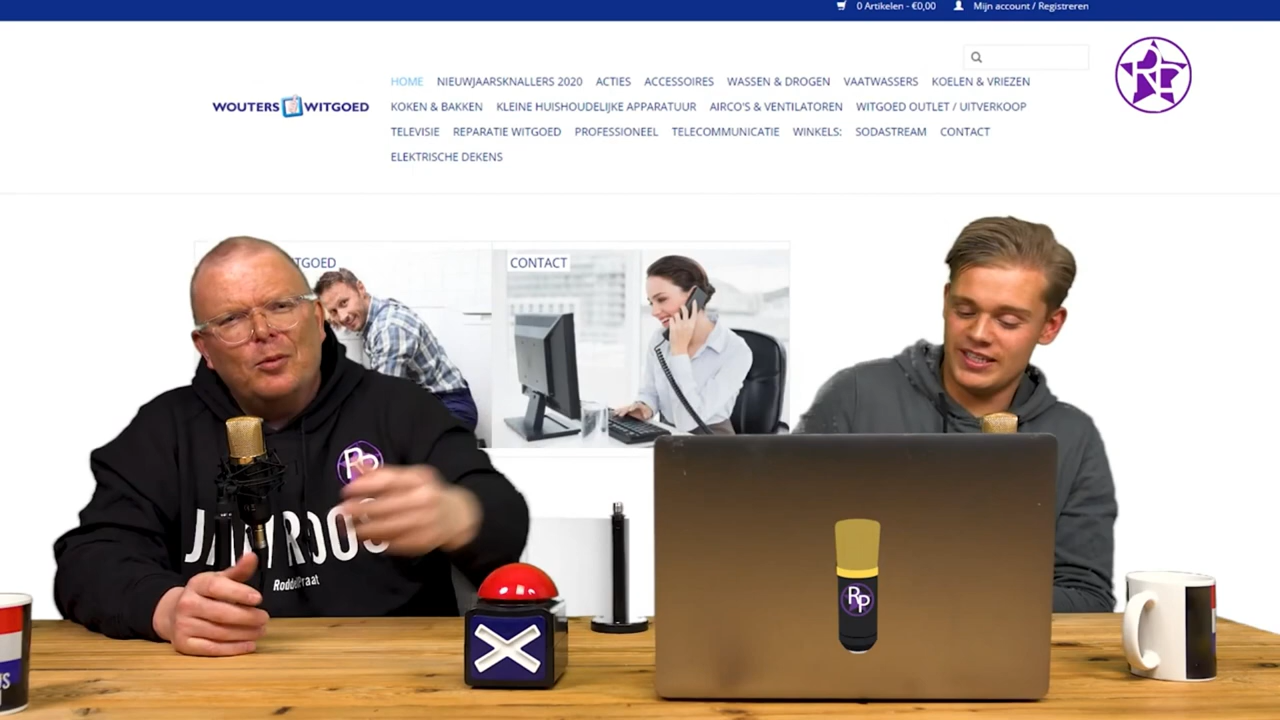 0 Artikelen - €0,00 Mijn account / Registreren
HOME NIEUWJAARSKNALLERS 2020 ACTIES ACCESSOIRES WASSEN & DROGEN VAATWASSERS KOELEN & VRIEZEN
WOUTERS WITGOED
KOKEN & BAKKEN KLEINE HUISHOUDELIJKE APPARATUUR AIRCO'S & VENTILATOREN WITGOED OUTLET / UITVERKOOP
TELEVISIE REPARATIE WITGOED PROFESSIONEEL TELECOMMUNICATIE WINKELS: SODASTREAM CONTACT
ELEKTRISCHE DEKENS
CONTACT
RP
RP